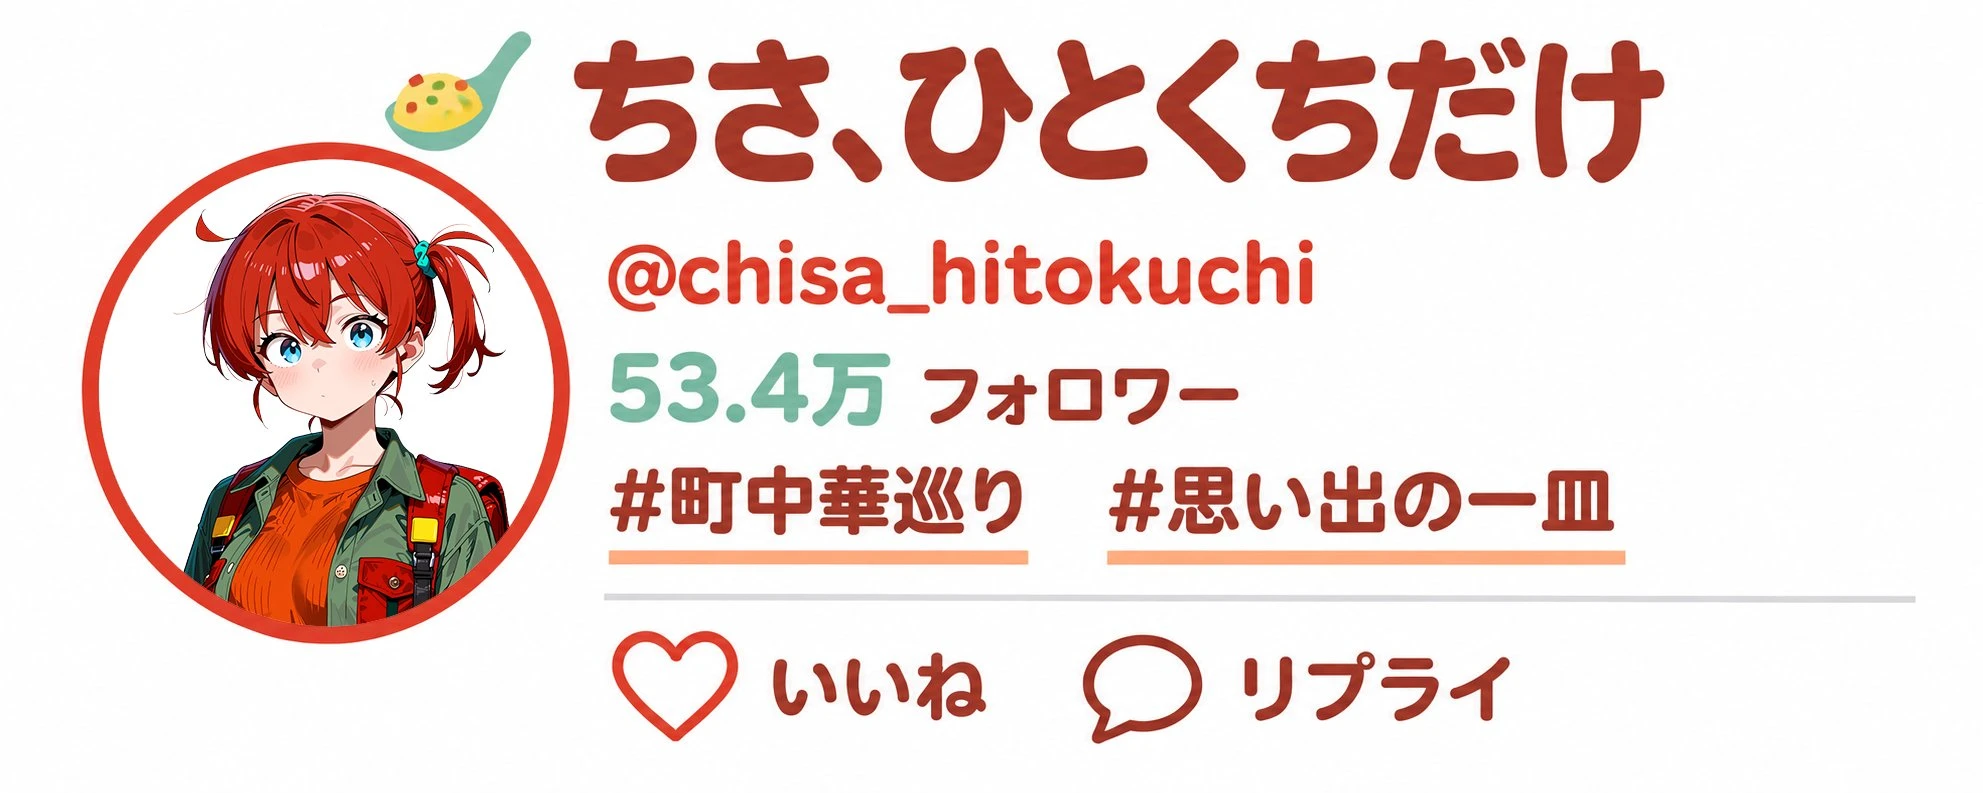 ちさ、ひとくちだけ
@chisa_hitokuchi
53.4万 フォロワー
#町中華巡り #思い出の一皿
いいね リプライ